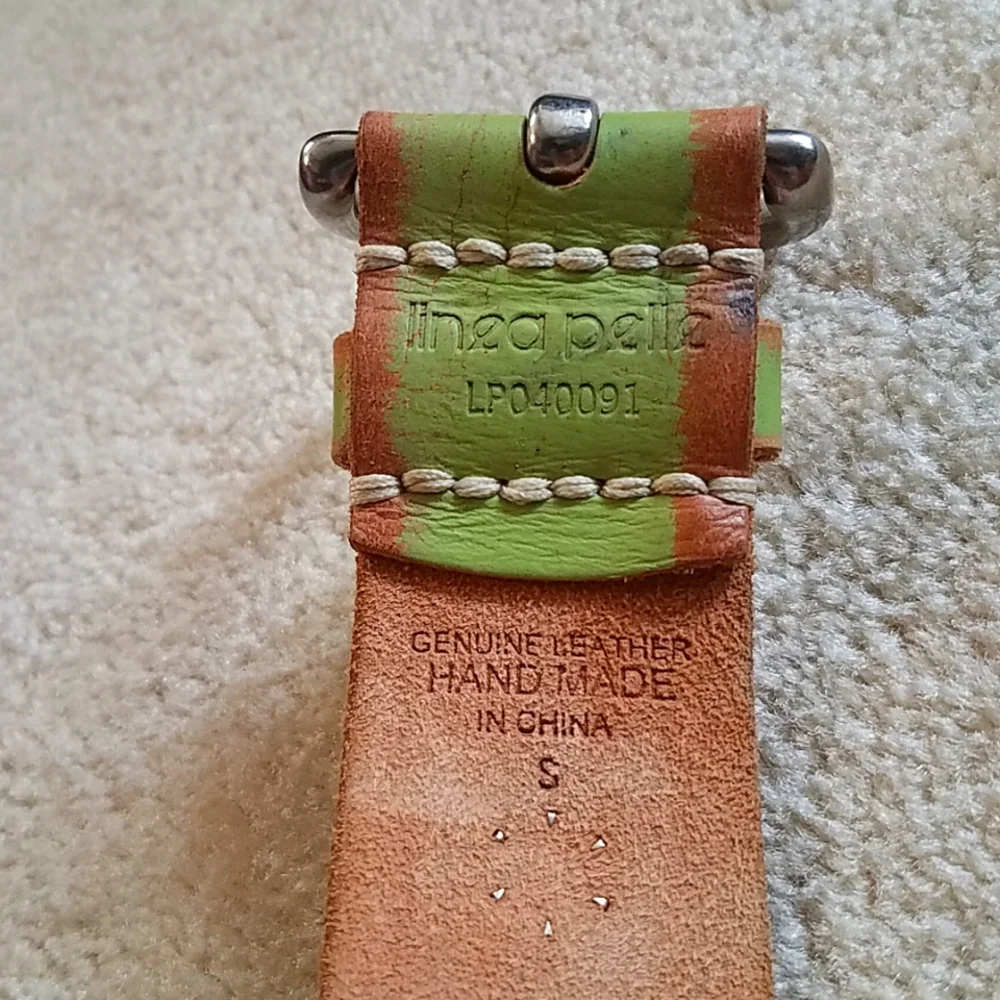 linea pelle
LP040091
GENUINE LEATHER
HAND MADE
IN CHINA
S